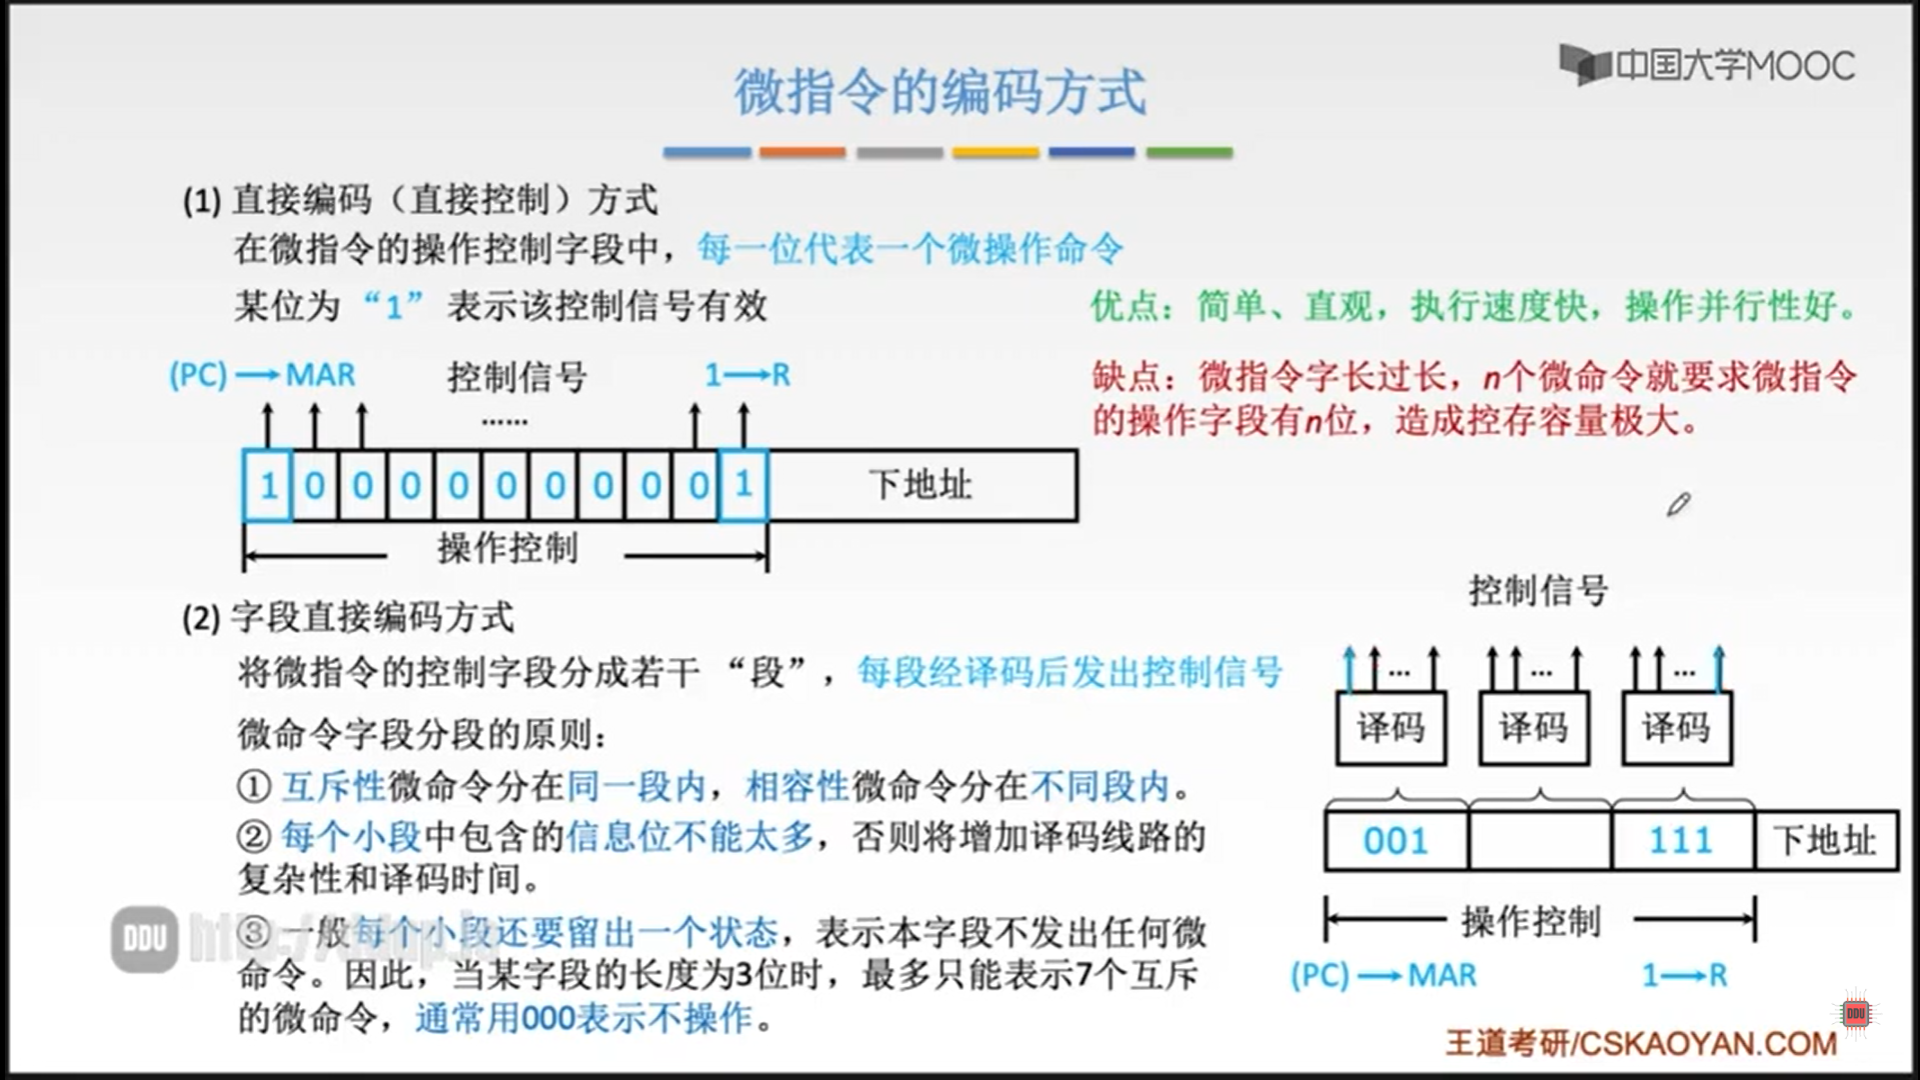 中国大学MOOC
微指令的编码方式
(1) 直接编码（直接控制）方式
在微指令的操作控制字段中，每一位代表一个微操作命令
某位为 “1” 表示该控制信号有效
优点：简单、直观，执行速度快，操作并行性好。
缺点：微指令字长过长，n个微命令就要求微指令
的操作字段有n位，造成控存容量极大。
(PC)→MAR 控制信号 1→R
……
1 0 0 0 0 0 0 0 0 0 1 下地址
操作控制
(2) 字段直接编码方式
将微指令的控制字段分成若干 “段”，每段经译码后发出控制信号
微命令字段分段的原则：
① 互斥性微命令分在同一段内，相容性微命令分在不同段内。
② 每个小段中包含的信息位不能太多，否则将增加译码线路的
复杂性和译码时间。
③ 一般每个小段还要留出一个状态，表示本字段不发出任何微
命令。因此，当某字段的长度为3位时，最多只能表示7个互斥
的微命令，通常用000表示不操作。
控制信号
... ... ...
译码 译码 译码
001 111 下地址
操作控制
(PC)→MAR 1→R
DDU
DDU
王道考研/CSKAOYAN.COM